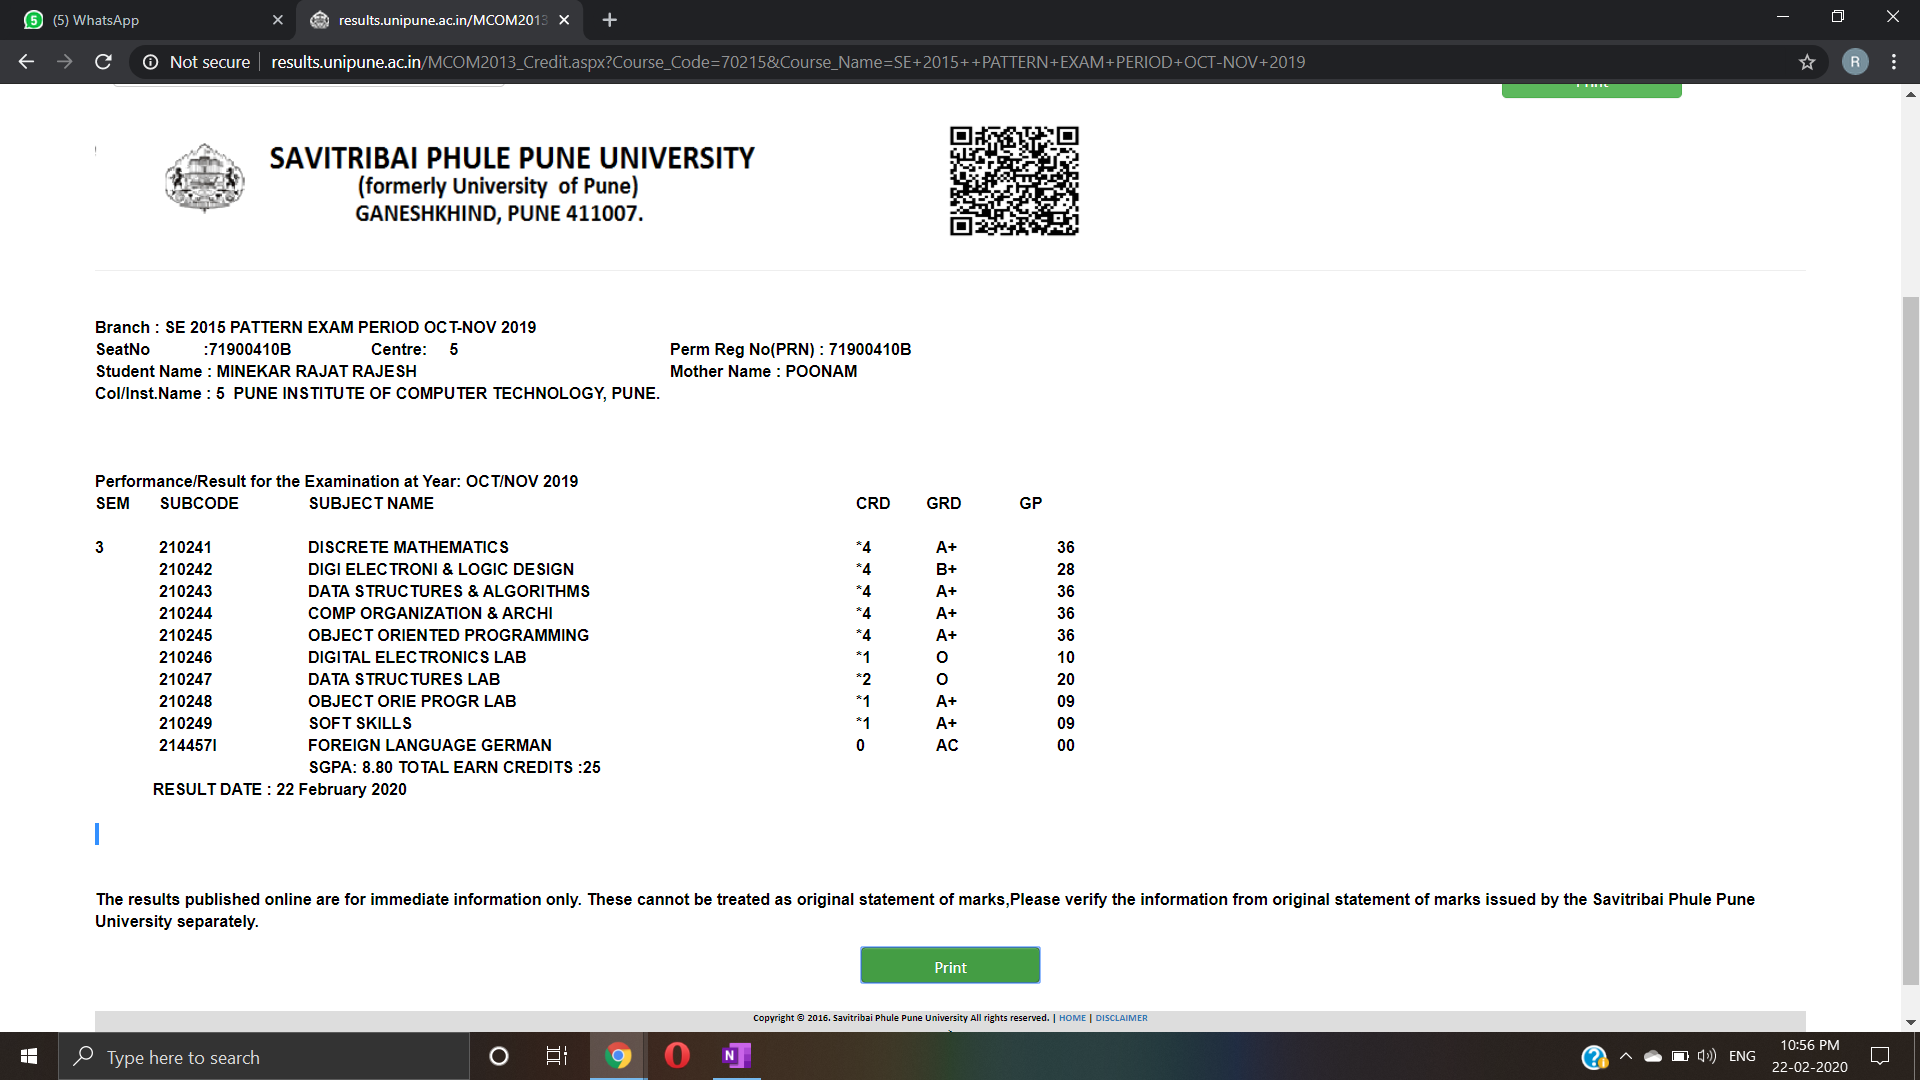 (5) WhatsApp
results.unipune.ac.in/MCOM2013
Not secure
results.unipune.ac.in/MCOM2013_Credit.aspx?Course_Code=70215&Course_Name=SE+2015++PATTERN+EXAM+PERIOD+OCT-NOV+2019
R
Print
SAVITRIBAI PHULE PUNE UNIVERSITY
(formerly University of Pune)
GANESHKHIND, PUNE 411007.
Branch : SE 2015 PATTERN EXAM PERIOD OCT-NOV 2019
SeatNo :71900410B Centre: 5 Perm Reg No(PRN) : 71900410B
Student Name : MINEKAR RAJAT RAJESH Mother Name : POONAM
Col/Inst.Name : 5 PUNE INSTITUTE OF COMPUTER TECHNOLOGY, PUNE.
Performance/Result for the Examination at Year: OCT/NOV 2019
SEM SUBCODE SUBJECT NAME CRD GRD GP
3 210241 DISCRETE MATHEMATICS *4 A+ 36
210242 DIGI ELECTRONI & LOGIC DESIGN *4 B+ 28
210243 DATA STRUCTURES & ALGORITHMS *4 A+ 36
210244 COMP ORGANIZATION & ARCHI *4 A+ 36
210245 OBJECT ORIENTED PROGRAMMING *4 A+ 36
210246 DIGITAL ELECTRONICS LAB *1 O 10
210247 DATA STRUCTURES LAB *2 O 20
210248 OBJECT ORIE PROGR LAB *1 A+ 09
210249 SOFT SKILLS *1 A+ 09
214457I FOREIGN LANGUAGE GERMAN 0 AC 00
SGPA: 8.80 TOTAL EARN CREDITS :25
RESULT DATE : 22 February 2020
The results published online are for immediate information only. These cannot be treated as original statement of marks,Please verify the information from original statement of marks issued by the Savitribai Phule Pune
University separately.
Print
Copyright © 2016. Savitribai Phule Pune University All rights reserved. | HOME | DISCLAIMER
Type here to search
ENG
10:56 PM
22-02-2020